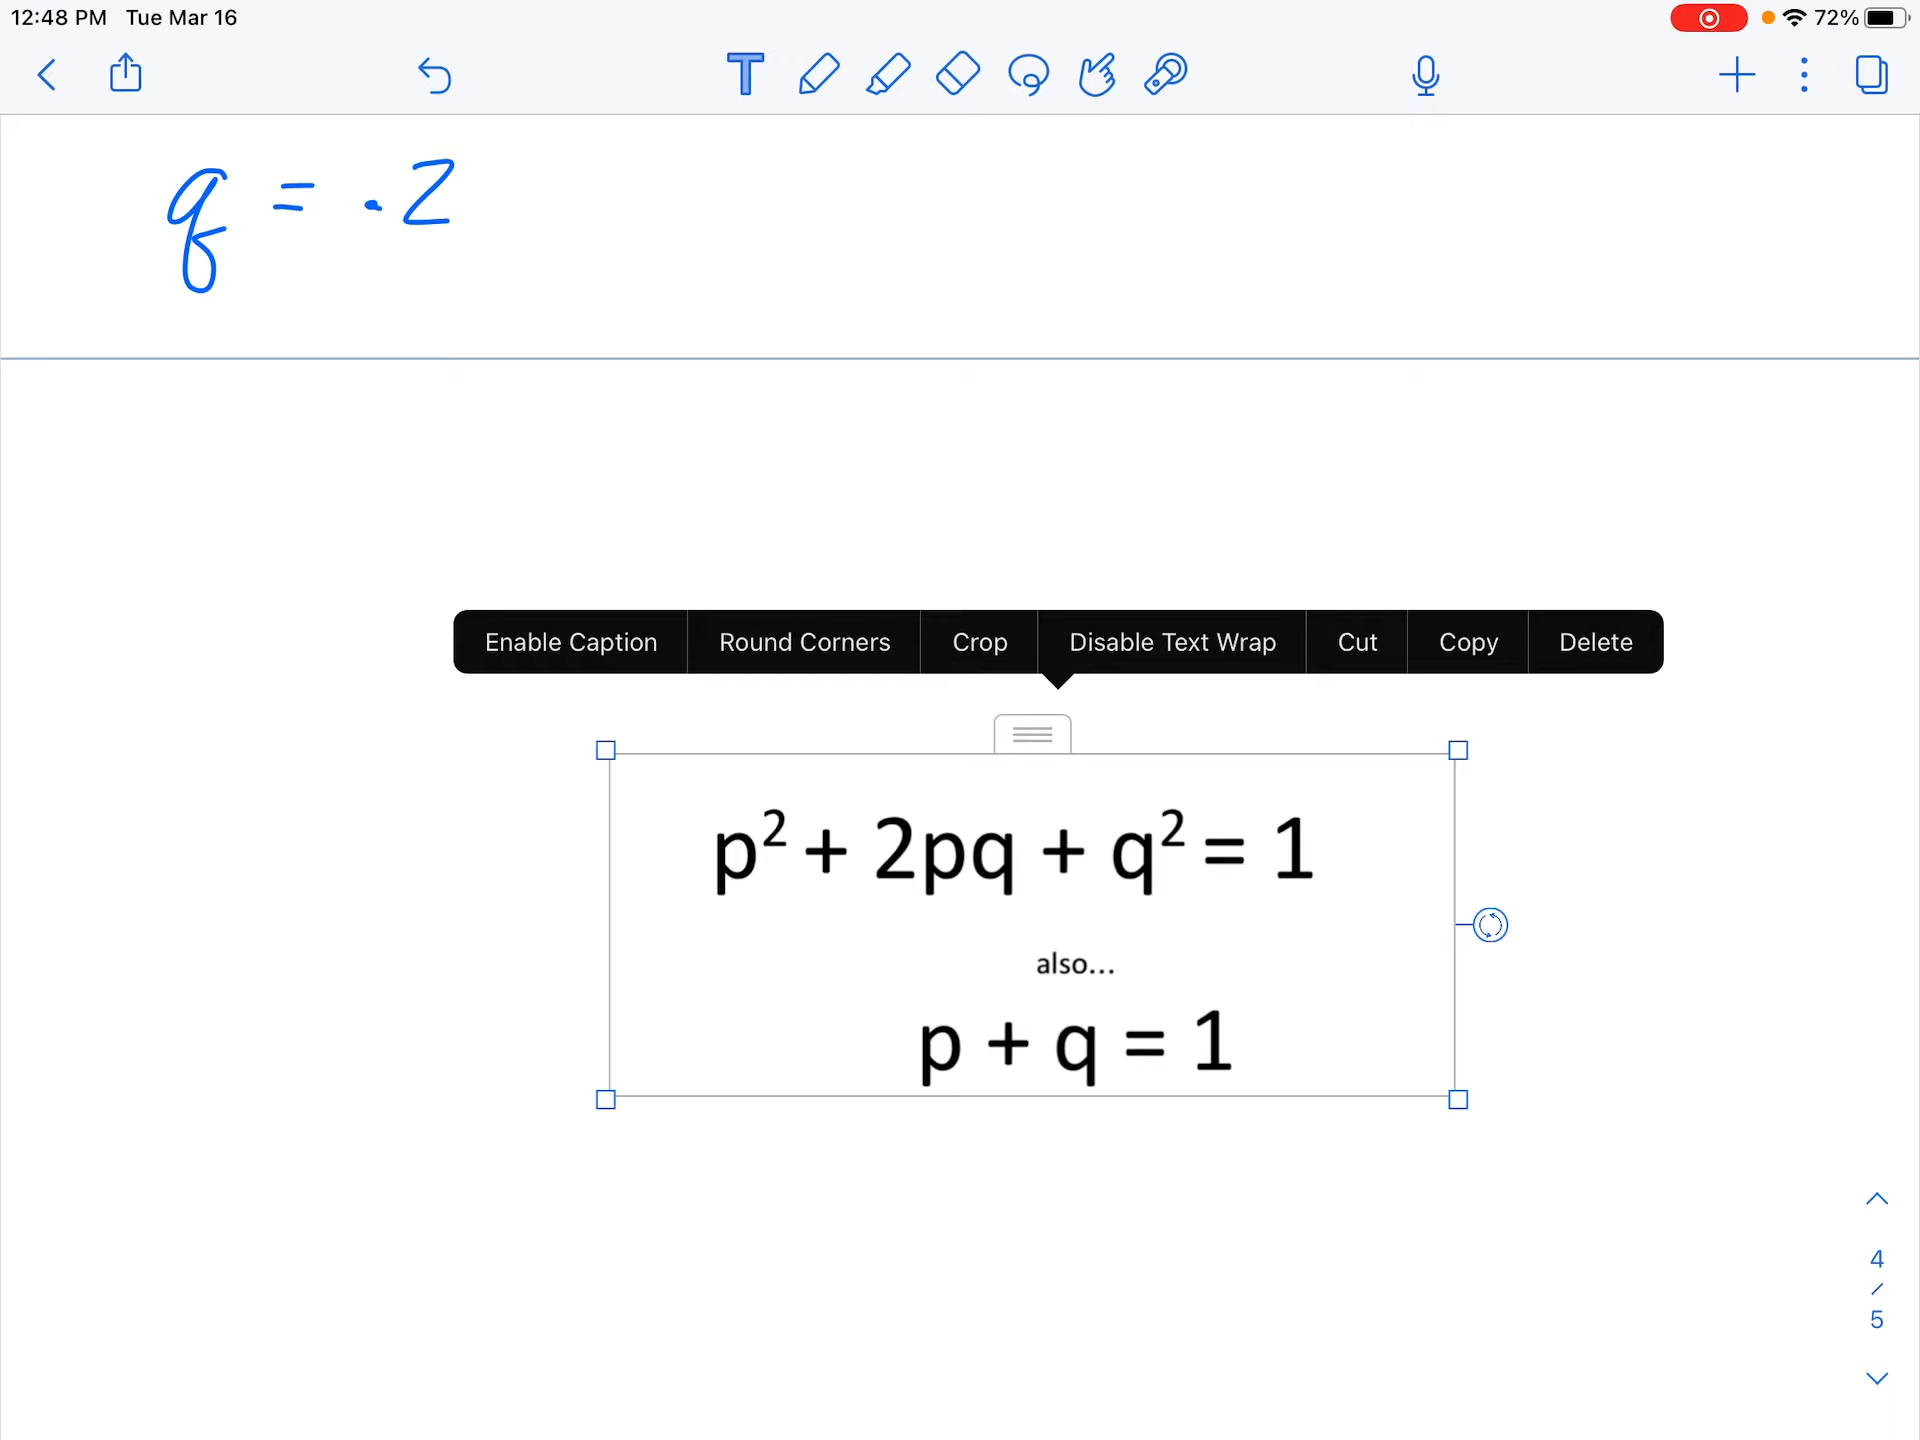 12:48 PM Tue Mar 16 72%
q = .2
Enable Caption Round Corners Crop Disable Text Wrap Cut Copy Delete
p² + 2pq + q² = 1
also...
p + q = 1
4
/
5